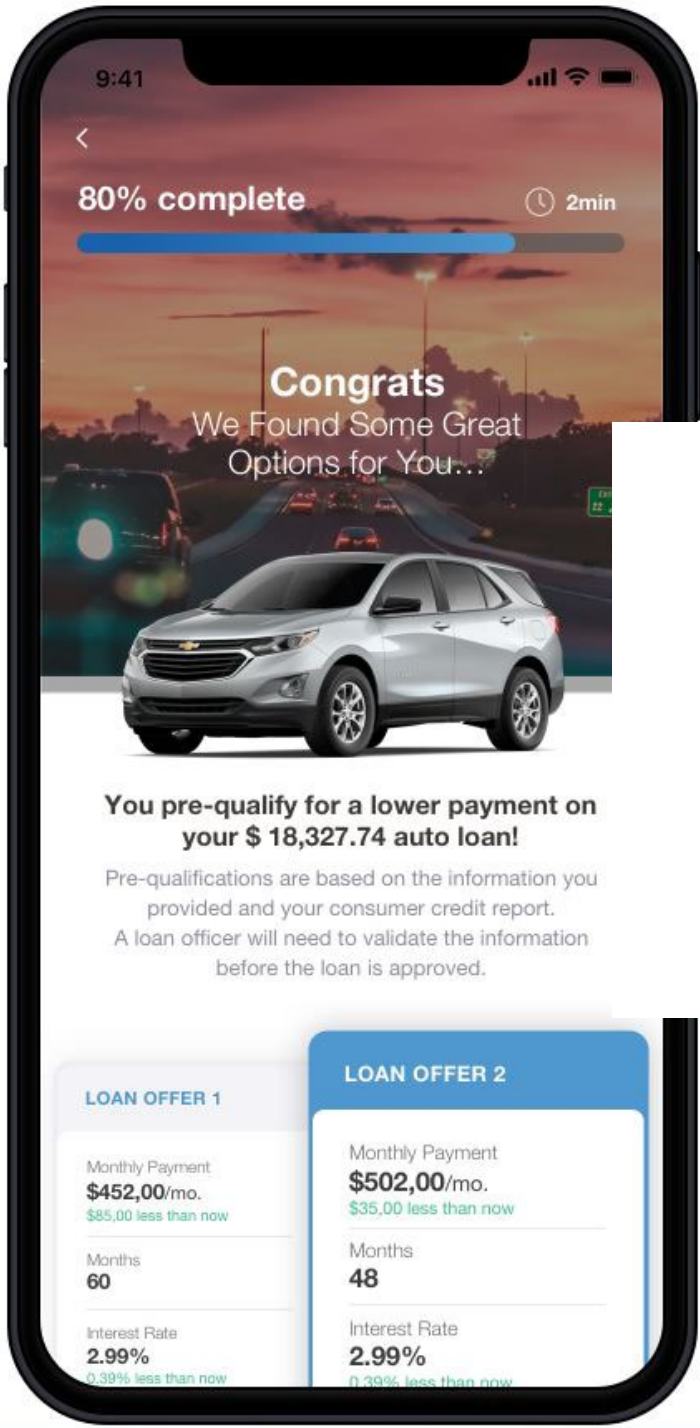 9:41
80% complete
2min
Congrats
We Found Some Great
Options for You...
You pre-qualify for a lower payment on
your $ 18,327.74 auto loan!
Pre-qualifications are based on the information you
provided and your consumer credit report.
A loan officer will need to validate the information
before the loan is approved.
LOAN OFFER 1
Monthly Payment
$452,00/mo.
$85,00 less than now
Months
60
Interest Rate
2.99%
0.39% less than now
LOAN OFFER 2
Monthly Payment
$502,00/mo.
$35,00 less than now
Months
48
Interest Rate
2.99%
0.39% less than now